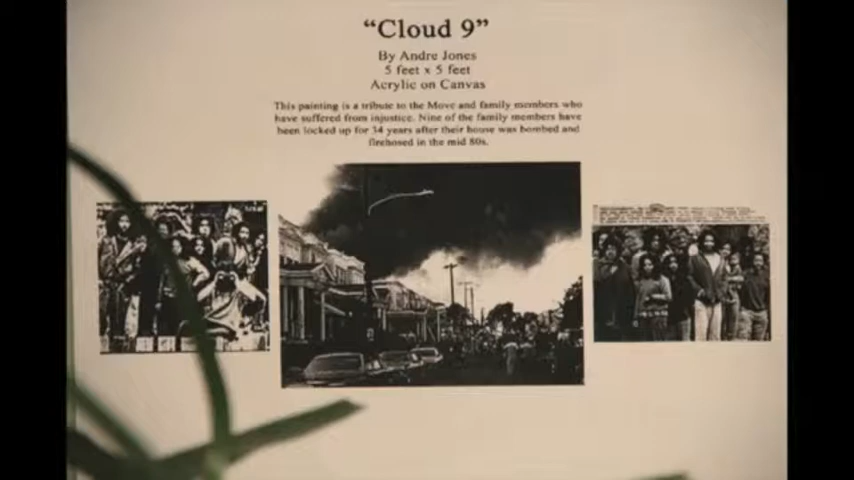 “Cloud 9”
By Andre Jones
5 feet x 5 feet
Acrylic on Canvas
This painting is a tribute to the Move and family members who
have suffered from injustice. Nine of the family members have
been locked up for 34 years after their house was bombed and
firehosed in the mid 80s.